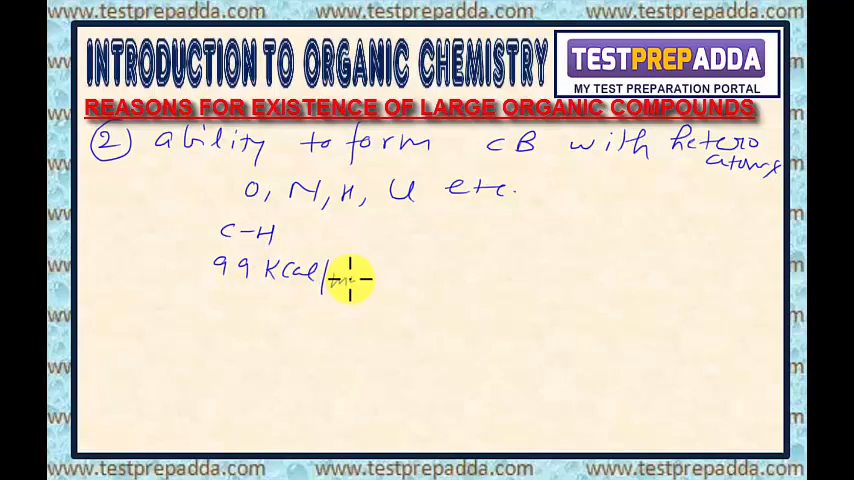 www.testprepadda.com www.testprepadda.com www.testprepadda.com
INTRODUCTION TO ORGANIC CHEMISTRY
TESTPREPADDA
MY TEST PREPARATION PORTAL
REASONS FOR EXISTENCE OF LARGE ORGANIC COMPOUNDS
2) ability to form CB with hetero
atoms
O, N, H, Cl etc.
C-H
99 Kcal/
www.testprepadda.com www.testprepadda.com www.testprepadda.com